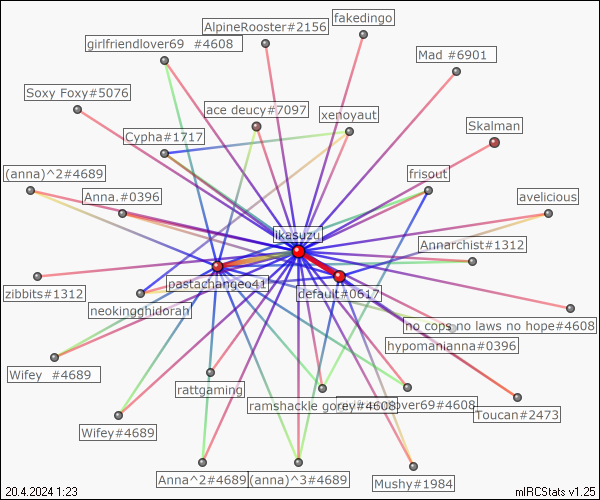 fakedingo
AlpineRooster#2156
girlfriendlover69 #4608
Mad #6901
Soxy Foxy#5076
ace deucy#7097
xenoyaut
Skalman
Cypha#1717
(anna)^2#4689
frisout
Anna.#0396
avelicious
ikasuzu
Annarchist#1312
pastachangeo41
zibbits#1312
default#0617
neokingghidorah
no cops no laws no hope#4608
hypomanianna#0396
Wifey #4689
rattgaming
ramshackle gorey#4608
over69#4608
Toucan#2473
Wifey#4689
Anna^2#4689
(anna)^3#4689
Mushy#1984
20.4.2024 1:23
mIRCStats v1.25